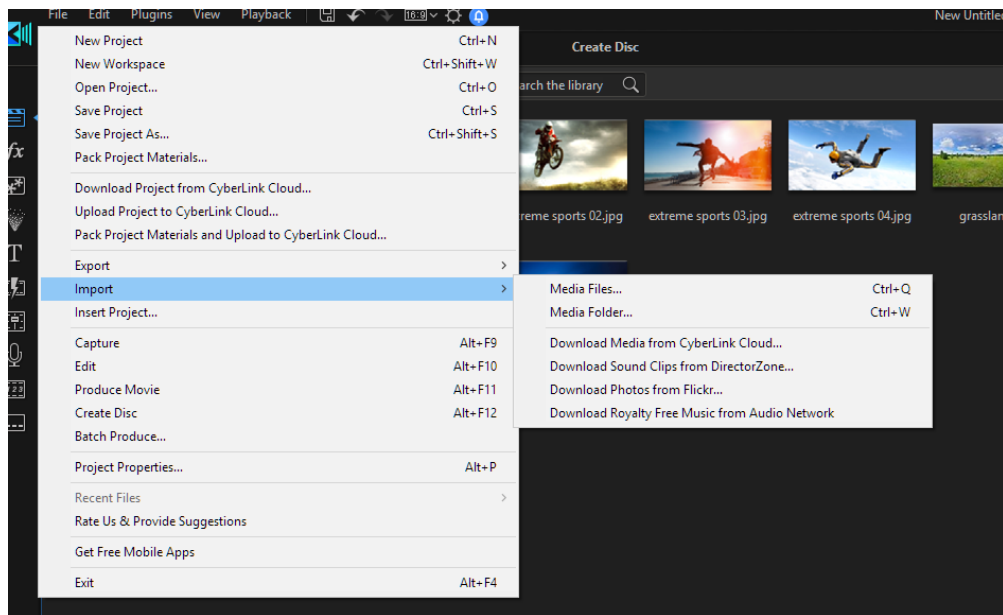 File Edit Plugins View Playback 16:9 New Untitled
New Project Ctrl+N
New Workspace Ctrl+Shift+W
Open Project... Ctrl+O
Save Project Ctrl+S
Save Project As... Ctrl+Shift+S
Pack Project Materials...
Download Project from CyberLink Cloud...
Upload Project to CyberLink Cloud...
Pack Project Materials and Upload to CyberLink Cloud...
Export
Import
Insert Project...
Capture Alt+F9
Edit Alt+F10
Produce Movie Alt+F11
Create Disc Alt+F12
Batch Produce...
Project Properties... Alt+P
Recent Files
Rate Us & Provide Suggestions
Get Free Mobile Apps
Exit Alt+F4
Media Files... Ctrl+Q
Media Folder... Ctrl+W
Download Media from CyberLink Cloud...
Download Sound Clips from DirectorZone...
Download Photos from Flickr...
Download Royalty Free Music from Audio Network
Create Disc
arch the library
reme sports 02.jpg extreme sports 03.jpg extreme sports 04.jpg grasslan
fx
T